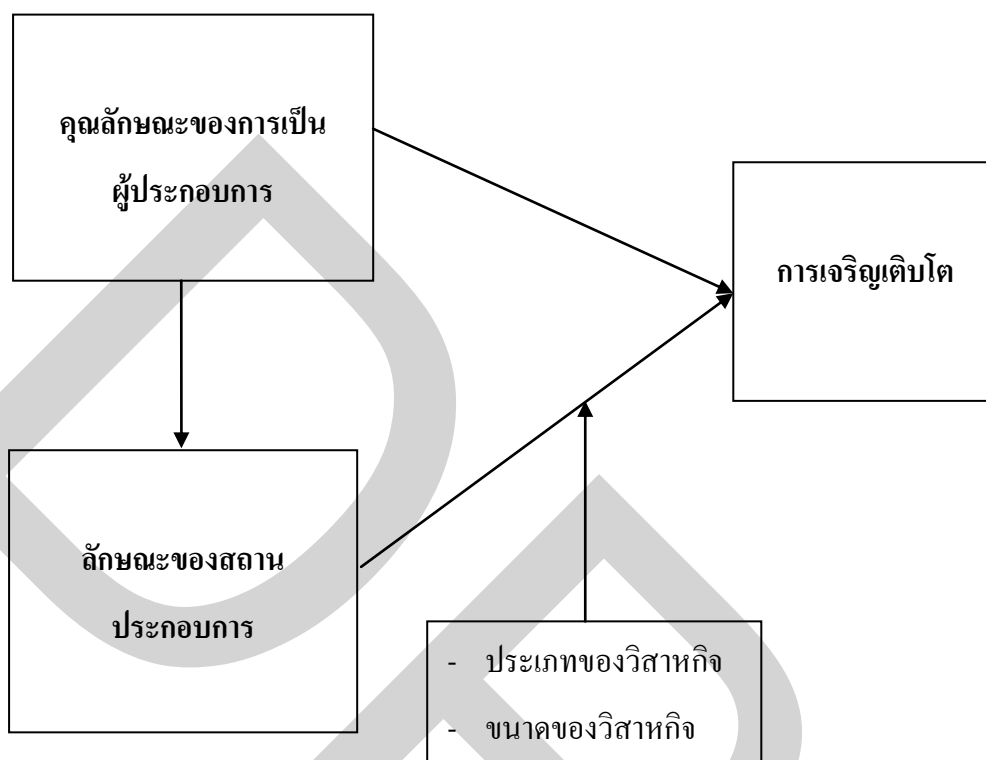 คุณลักษณะของการเป็น
ผู้ประกอบการ
การเจริญเติบโต
ลักษณะของสถาน
ประกอบการ
- ประเภทของวิสาหกิจ
- ขนาดของวิสาหกิจ